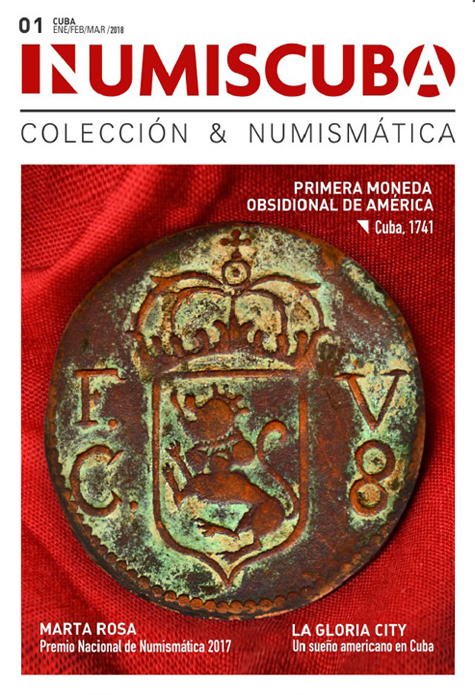 01 CUBA
ENE/FEB/MAR/2018
NUMISCUBA
COLECCIÓN & NUMISMÁTICA
PRIMERA MONEDA
OBSIDIONAL DE AMÉRICA
Cuba, 1741
F. V
C. 8
MARTA ROSA
Premio Nacional de Numismática 2017
LA GLORIA CITY
Un sueño americano en Cuba